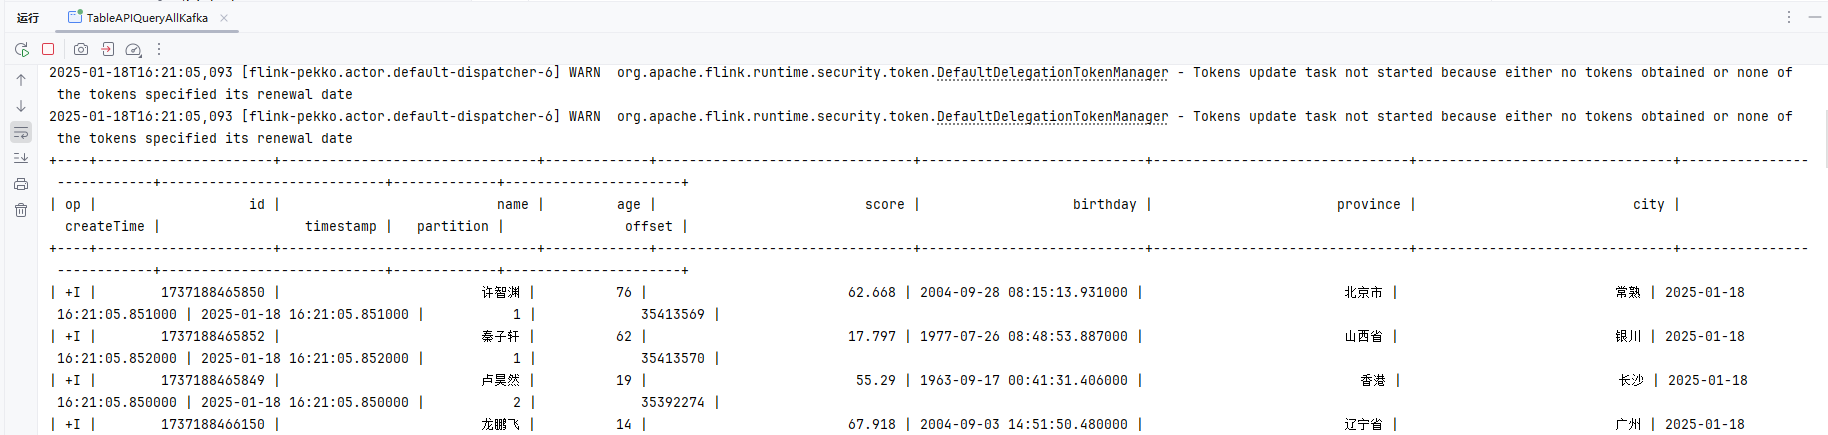 运行 TableAPIQueryAllKafka ×
2025-01-18T16:21:05,093 [flink-pekko.actor.default-dispatcher-6] WARN  org.apache.flink.runtime.security.token.DefaultDelegationTokenManager - Tokens update task not started because either no tokens obtained or none of
the tokens specified its renewal date
2025-01-18T16:21:05,093 [flink-pekko.actor.default-dispatcher-6] WARN  org.apache.flink.runtime.security.token.DefaultDelegationTokenManager - Tokens update task not started because either no tokens obtained or none of
the tokens specified its renewal date
| op | id | name | age | score | birthday | province | city |
createTime | timestamp | partition | offset |
| +I | 1737188465850 | 许智渊 | 76 | 62.668 | 2004-09-28 08:15:13.931000 | 北京市 | 常熟 | 2025-01-18
16:21:05.851000 | 2025-01-18 16:21:05.851000 | 1 | 35413569 |
| +I | 1737188465852 | 秦子轩 | 62 | 17.797 | 1977-07-26 08:48:53.887000 | 山西省 | 银川 | 2025-01-18
16:21:05.852000 | 2025-01-18 16:21:05.852000 | 1 | 35413570 |
| +I | 1737188465849 | 卢昊然 | 19 | 55.29 | 1963-09-17 00:41:31.406000 | 香港 | 长沙 | 2025-01-18
16:21:05.850000 | 2025-01-18 16:21:05.850000 | 2 | 35392274 |
| +I | 1737188466150 | 龙鹏飞 | 14 | 67.918 | 2004-09-03 14:51:50.480000 | 辽宁省 | 广州 | 2025-01-18